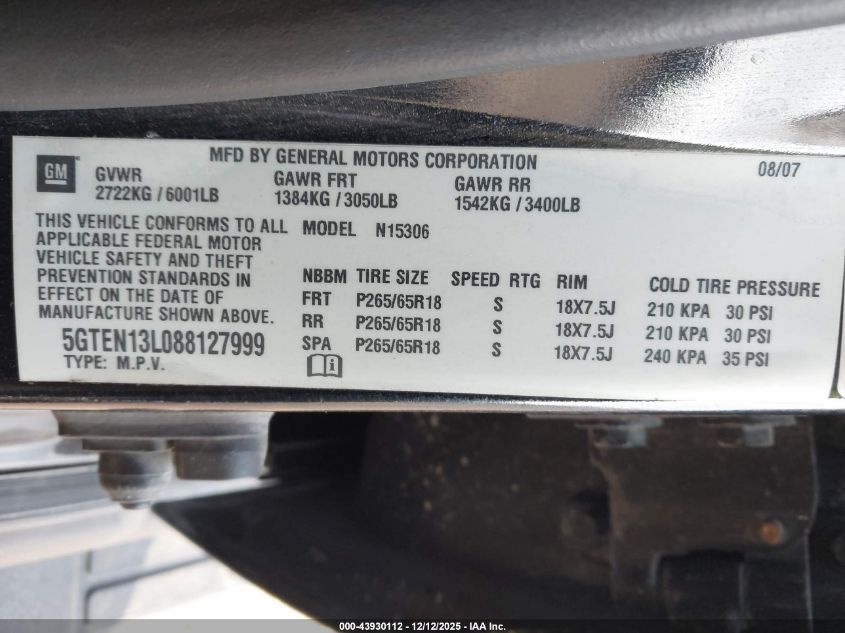 MFD BY GENERAL MOTORS CORPORATION 08/07
GM
GVWR GAWR FRT GAWR RR
2722KG / 6001LB 1384KG / 3050LB 1542KG / 3400LB
THIS VEHICLE CONFORMS TO ALL
APPLICABLE FEDERAL MOTOR
VEHICLE SAFETY AND THEFT
PREVENTION STANDARDS IN
EFFECT ON THE DATE OF
MANUFACTURE SHOWN ABOVE.
5GTEN13L088127999
TYPE: M.P.V.
MODEL N15306
NBBM TIRE SIZE SPEED RTG RIM COLD TIRE PRESSURE
FRT P265/65R18 S 18X7.5J 210 KPA 30 PSI
RR P265/65R18 S 18X7.5J 210 KPA 30 PSI
SPA P265/65R18 S 18X7.5J 240 KPA 35 PSI
000-43930112 - 12/12/2025 - IAA Inc.